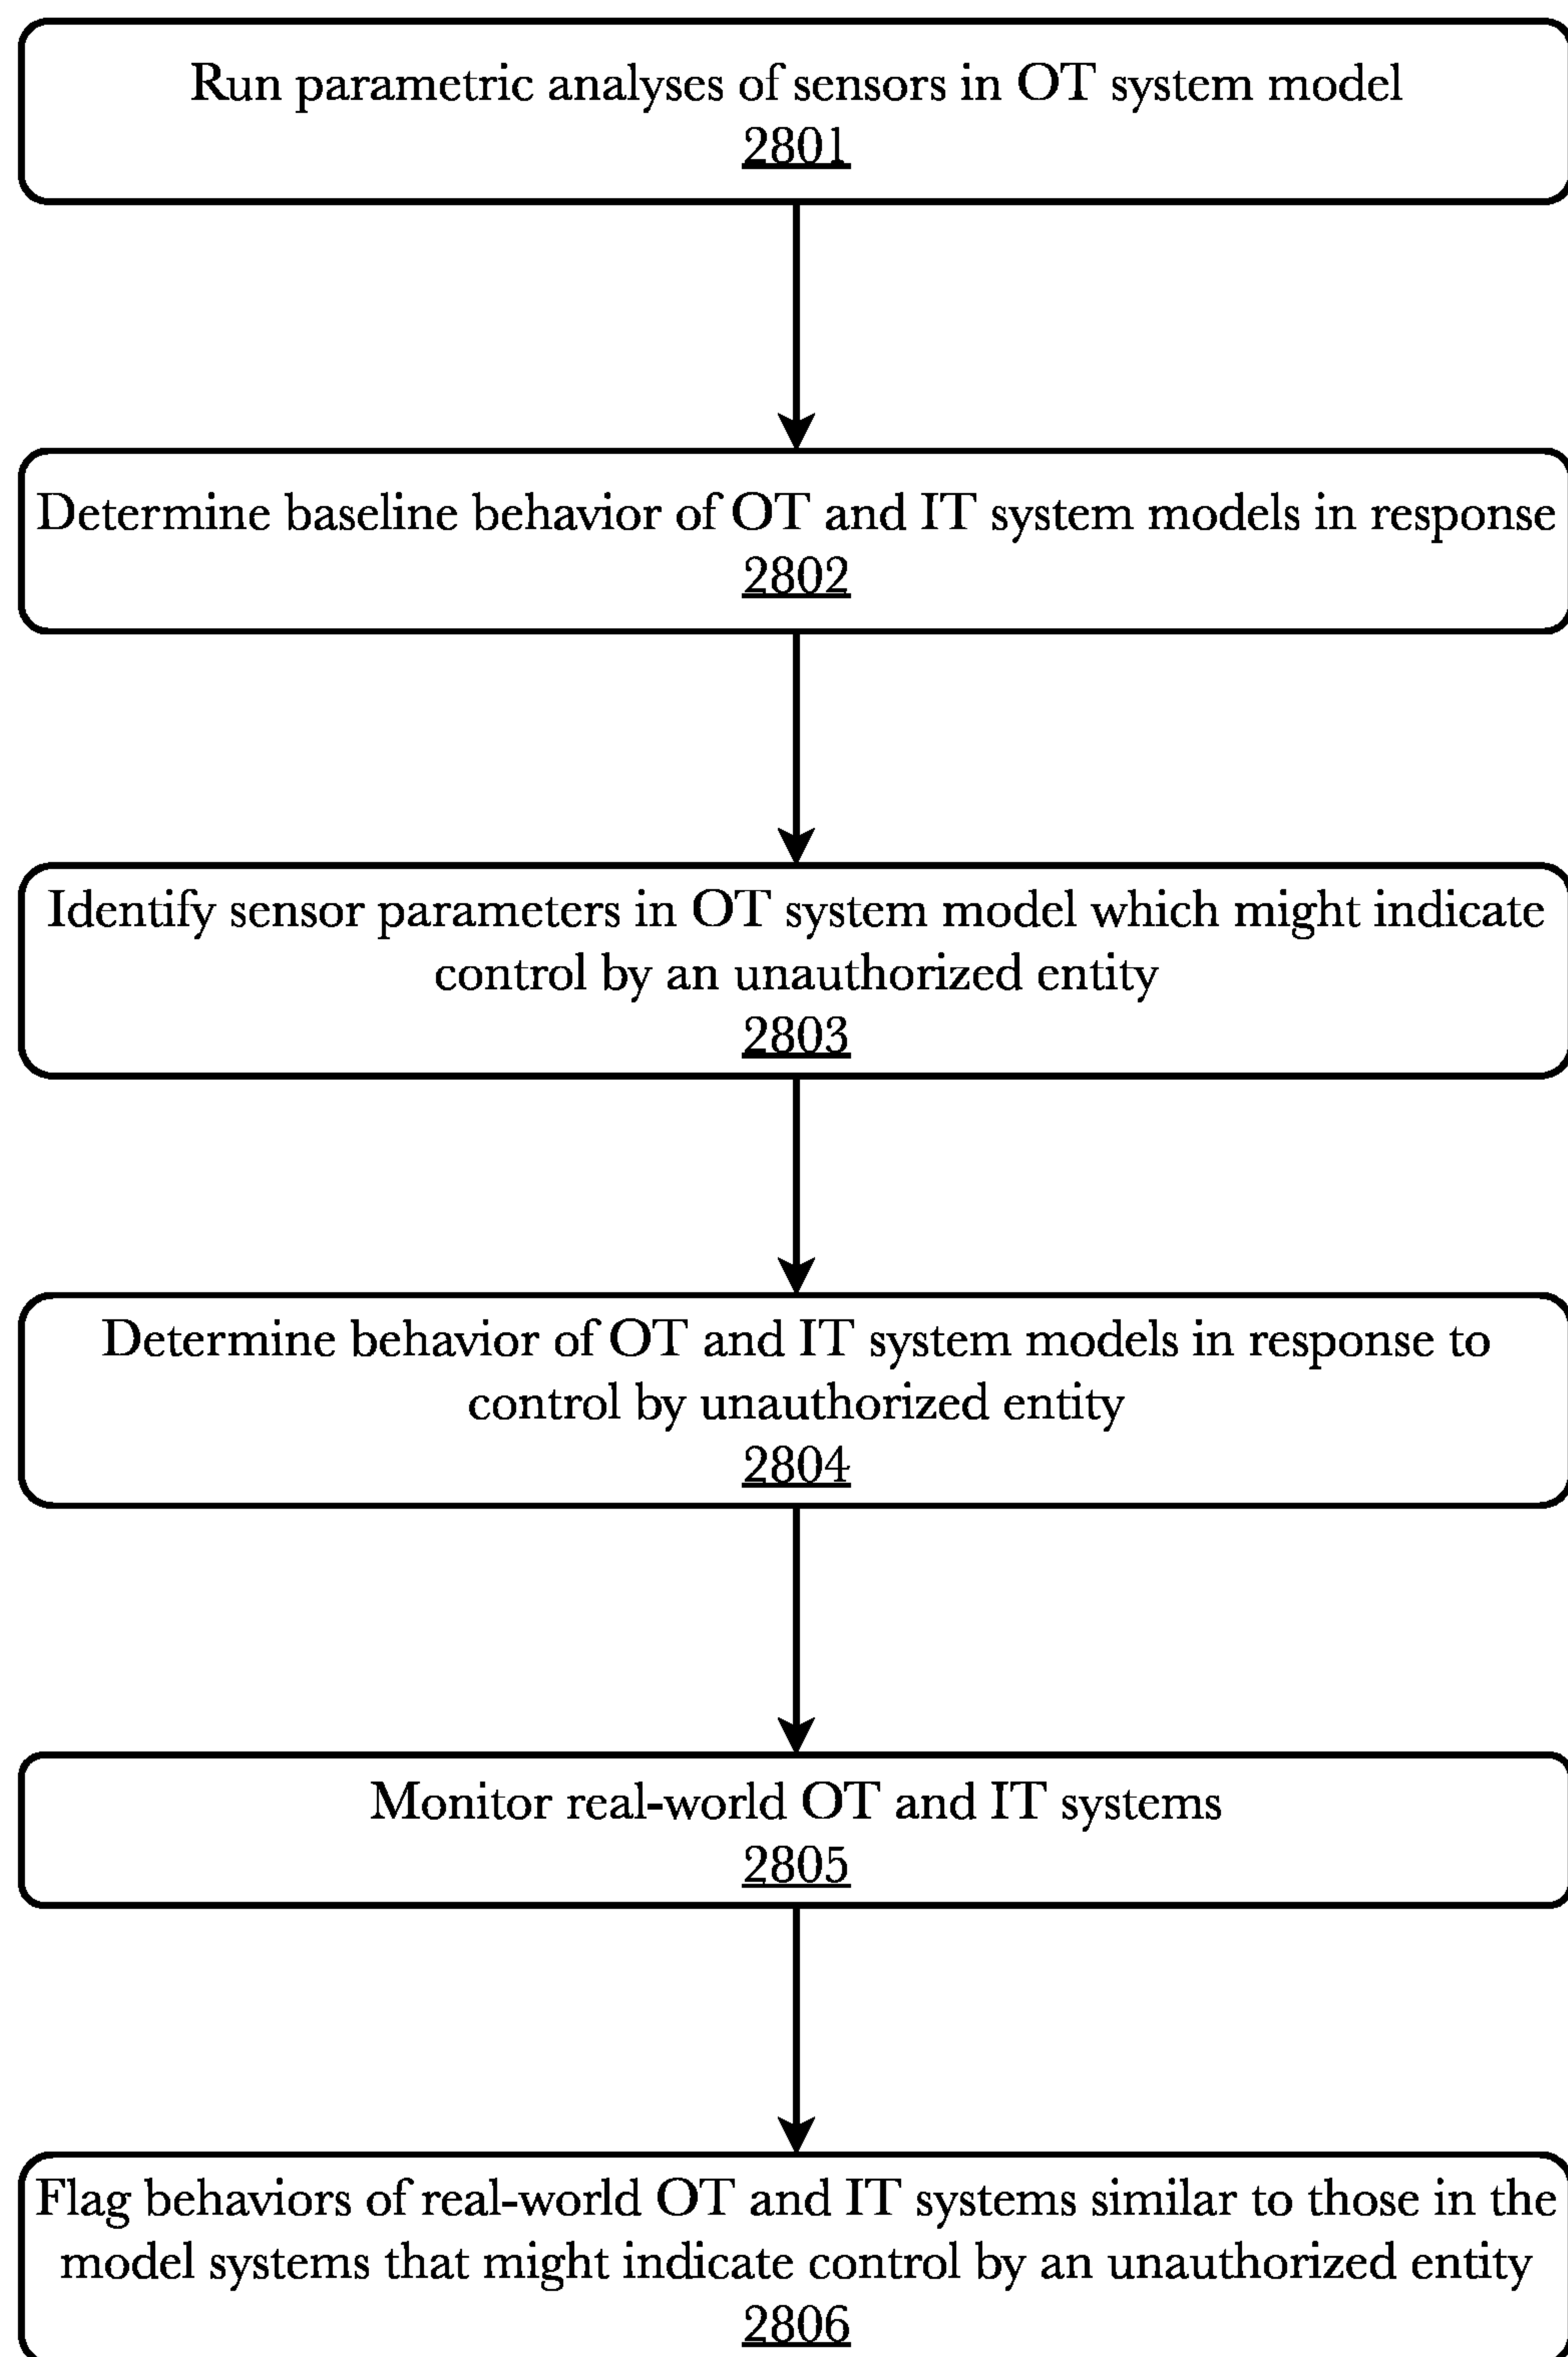 Run parametric analyses of sensors in OT system model
2801
Determine baseline behavior of OT and IT system models in response
2802
Identify sensor parameters in OT system model which might indicate
control by an unauthorized entity
2803
Determine behavior of OT and IT system models in response to
control by unauthorized entity
2804
Monitor real-world OT and IT systems
2805
Flag behaviors of real-world OT and IT systems similar to those in the
model systems that might indicate control by an unauthorized entity
2806